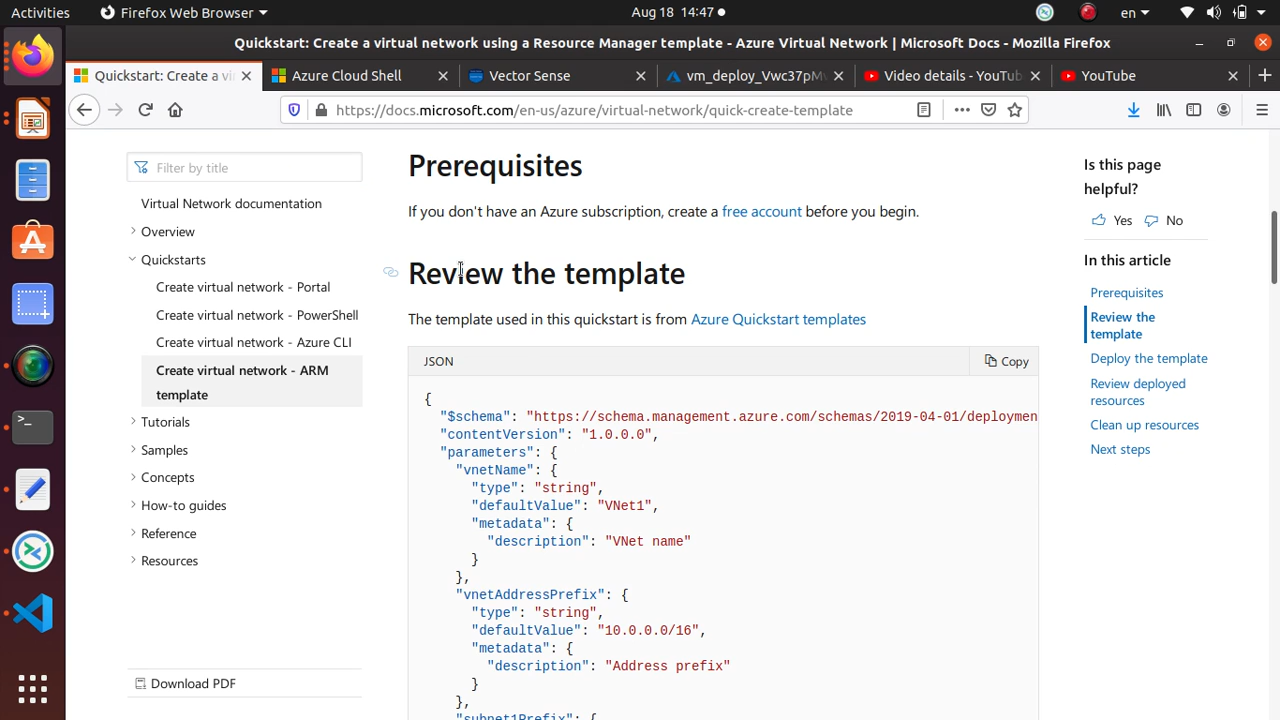 Activities
Firefox Web Browser
Aug 18 14:47
en
Quickstart: Create a virtual network using a Resource Manager template - Azure Virtual Network | Microsoft Docs - Mozilla Firefox
Quickstart: Create a vi
Azure Cloud Shell
Vector Sense
vm_deploy_Vwc37pM
Video details - YouTub
YouTube
https://docs.microsoft.com/en-us/azure/virtual-network/quick-create-template
Filter by title
Virtual Network documentation
Overview
Quickstarts
Create virtual network - Portal
Create virtual network - PowerShell
Create virtual network - Azure CLI
Create virtual network - ARM
template
Tutorials
Samples
Concepts
How-to guides
Reference
Resources
Download PDF
Prerequisites
If you don't have an Azure subscription, create a free account before you begin.
Review the template
The template used in this quickstart is from Azure Quickstart templates
JSON
Copy
{
"$schema": "https://schema.management.azure.com/schemas/2019-04-01/deploymen
"contentVersion": "1.0.0.0",
"parameters": {
"vnetName": {
"type": "string",
"defaultValue": "VNet1",
"metadata": {
"description": "VNet name"
}
},
"vnetAddressPrefix": {
"type": "string",
"defaultValue": "10.0.0.0/16",
"metadata": {
"description": "Address prefix"
}
},
"subnet1Prefix": {
Is this page
helpful?
Yes
No
In this article
Prerequisites
Review the
template
Deploy the template
Review deployed
resources
Clean up resources
Next steps